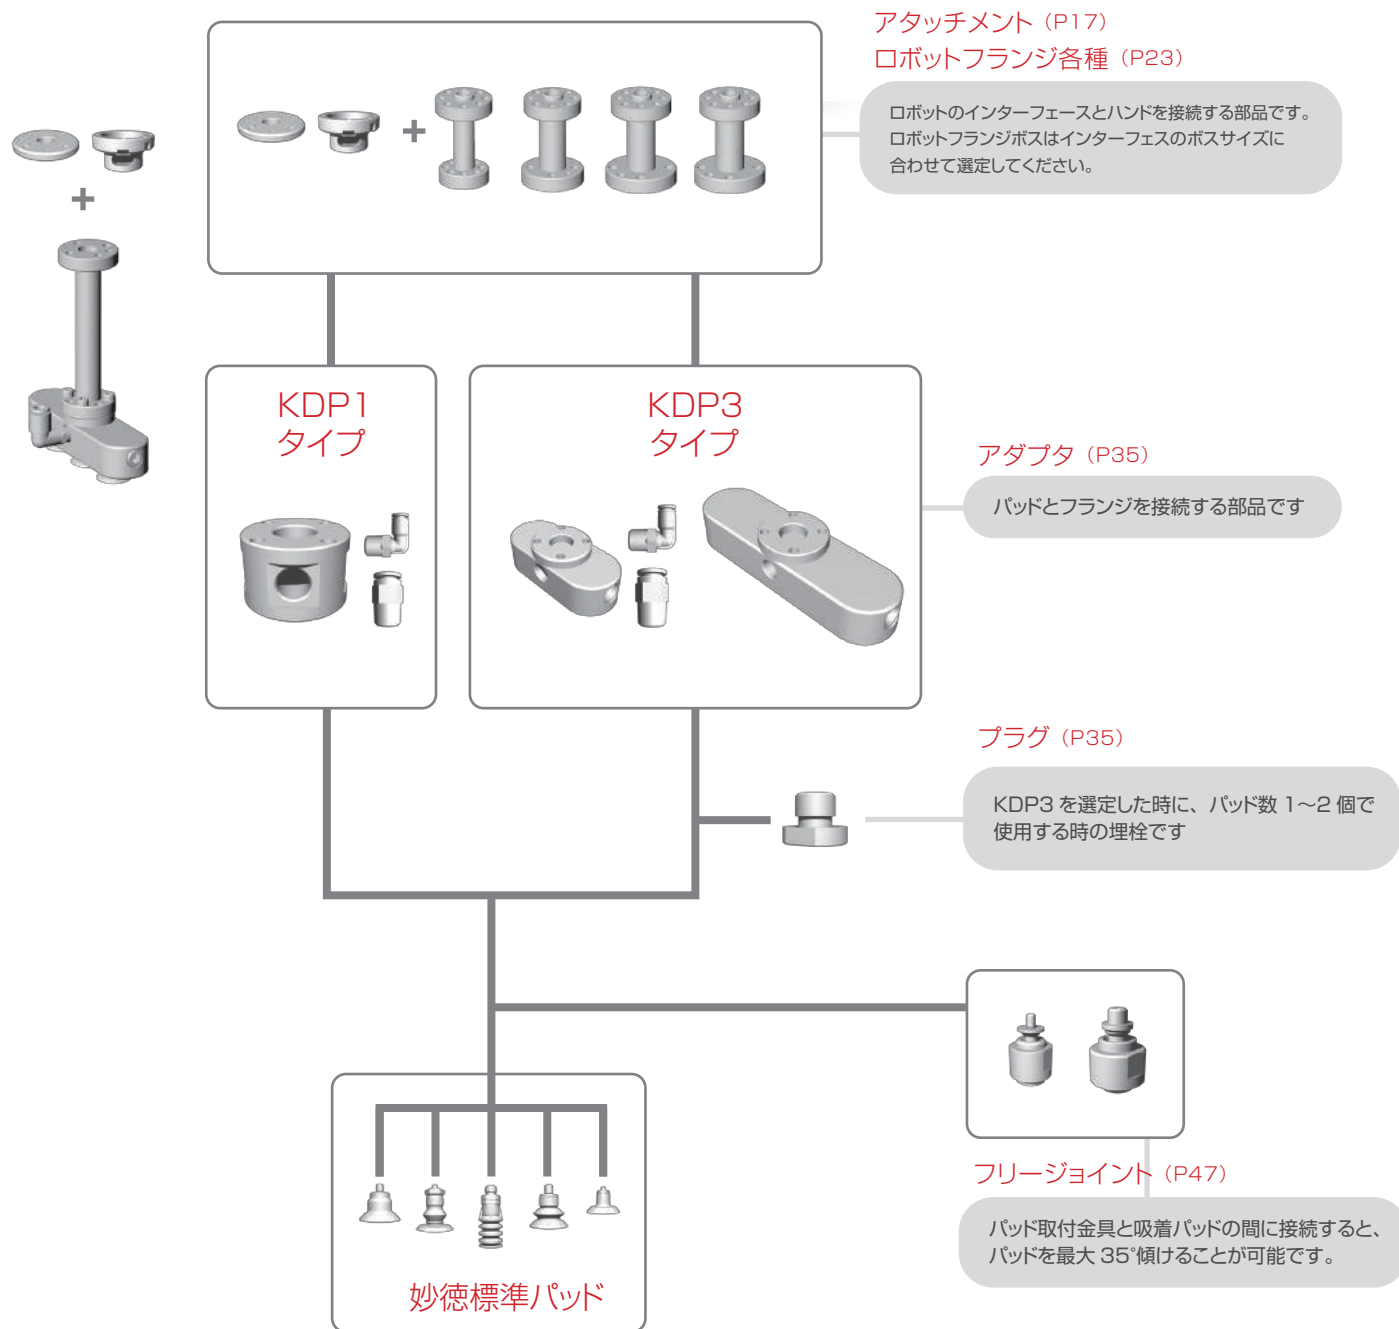 アタッチメント（P17）
ロボットフランジ各種（P23）
ロボットのインターフェースとハンドを接続する部品です。
ロボットフランジボスはインターフェスのボスサイズに
合わせて選定してください。
KDP1
タイプ
KDP3
タイプ
アダプタ（P35）
パッドとフランジを接続する部品です
プラグ（P35）
KDP3 を選定した時に、パッド数 1～2 個で
使用する時の埋栓です
フリージョイント（P47）
パッド取付金具と吸着パッドの間に接続すると、
パッドを最大 35°傾けることが可能です。
妙徳標準パッド